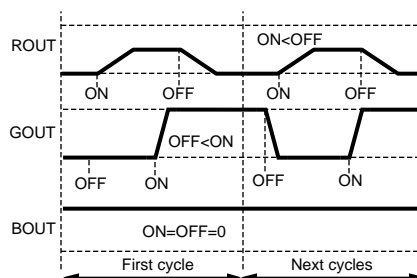 ROUT
ON<OFF
ON
OFF
ON
OFF
GOUT
OFF<ON
OFF
ON
OFF
ON
BOUT
ON=OFF=0
First cycle
Next cycles